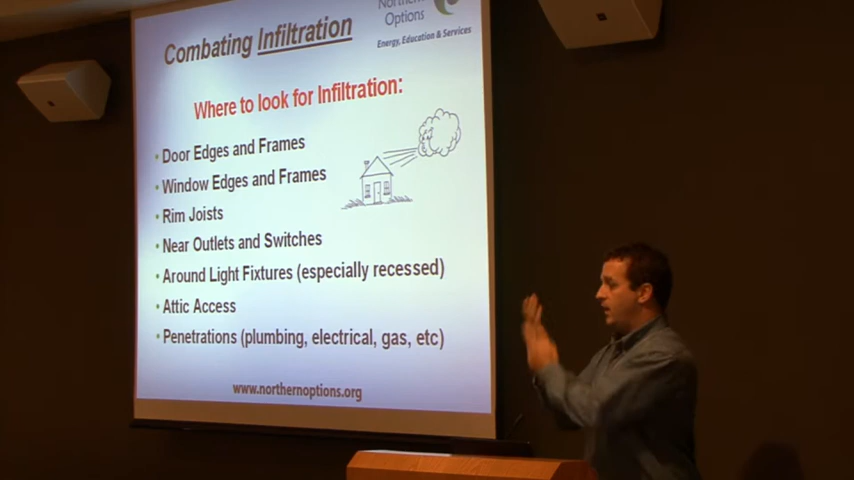 Northern
Options
Energy, Education & Services
Combating Infiltration
Where to look for Infiltration:
• Door Edges and Frames
• Window Edges and Frames
• Rim Joists
• Near Outlets and Switches
• Around Light Fixtures (especially recessed)
• Attic Access
• Penetrations (plumbing, electrical, gas, etc)
www.northernoptions.org